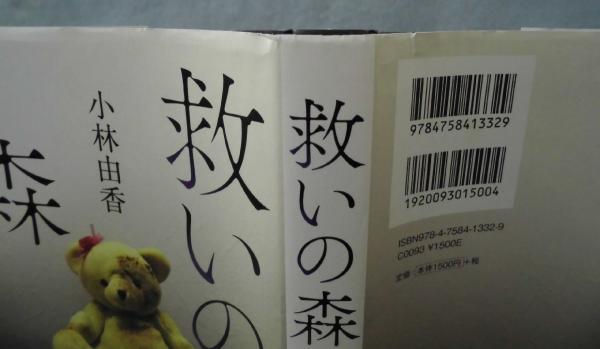 救いの
森
小林由香
救いの森
9784758413329
1920093015004
ISBN978-4-7584-1332-9
C0093 ¥1500E
定価 本体1500円 +税